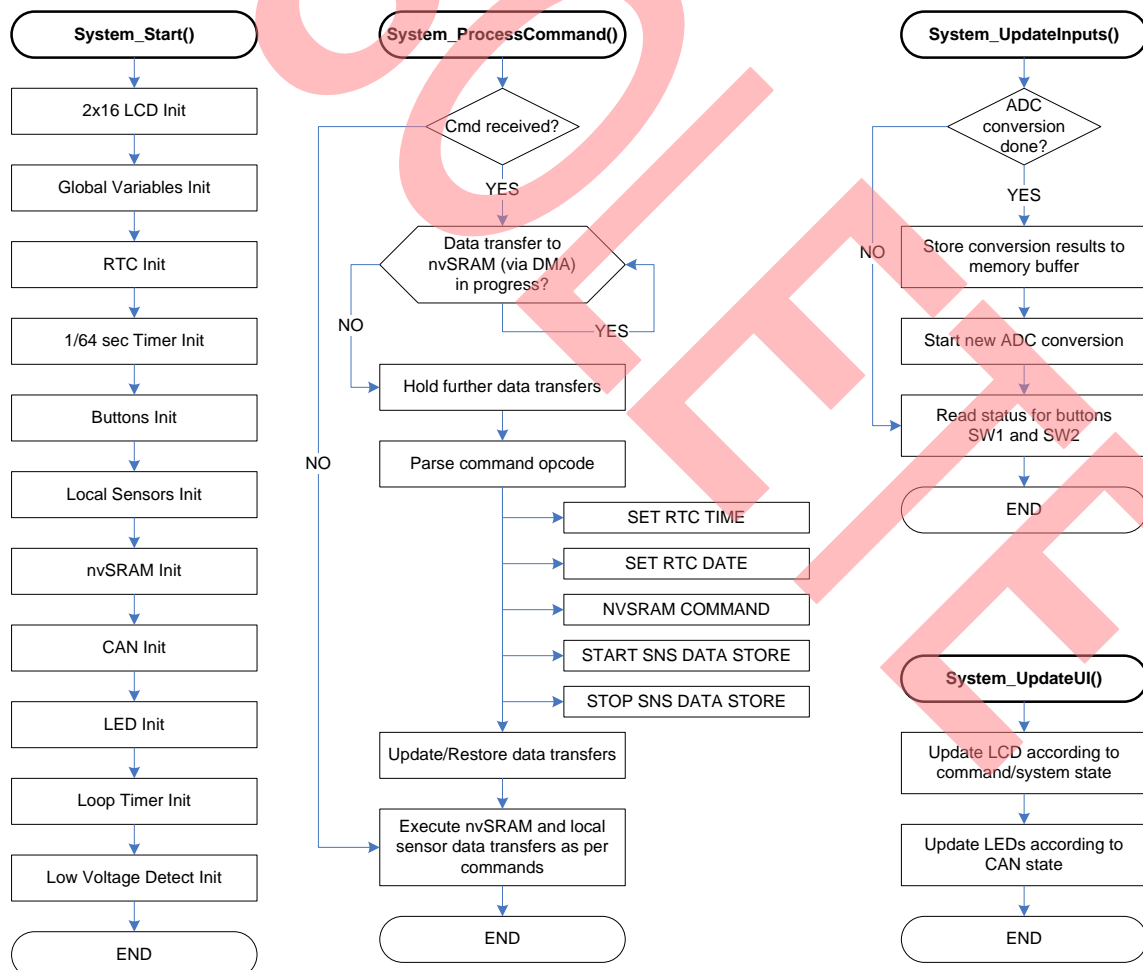 System_Start()
2x16 LCD Init
Global Variables Init
RTC Init
1/64 sec Timer Init
Buttons Init
Local Sensors Init
nvSRAM Init
CAN Init
LED Init
Loop Timer Init
Low Voltage Detect Init
END
System_ProcessCommand()
Cmd received?
YES
Data transfer to
nvSRAM (via DMA)
in progress?
NO
YES
Hold further data transfers
NO
Parse command opcode
SET RTC TIME
SET RTC DATE
NVSRAM COMMAND
START SNS DATA STORE
STOP SNS DATA STORE
Update/Restore data transfers
Execute nvSRAM and local
sensor data transfers as per
commands
END
System_UpdateInputs()
ADC
conversion
done?
YES
NO
Store conversion results to
memory buffer
Start new ADC conversion
Read status for buttons
SW1 and SW2
END
System_UpdateUI()
Update LCD according to
command/system state
Update LEDs according to
CAN state
END